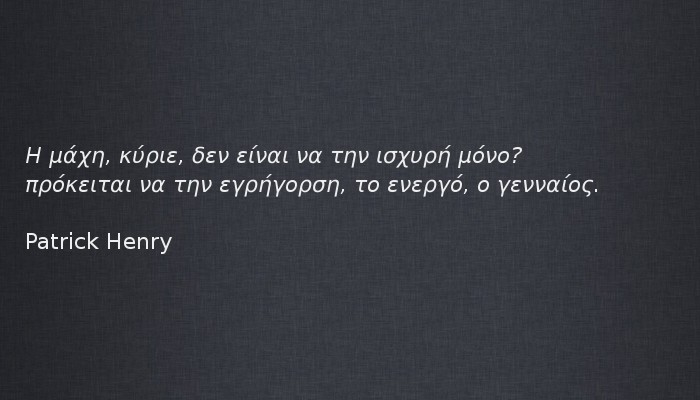 Η μάχη, κύριε, δεν είναι να την ισχυρή μόνο?
πρόκειται να την εγρήγορση, το ενεργό, ο γενναίος.
Patrick Henry